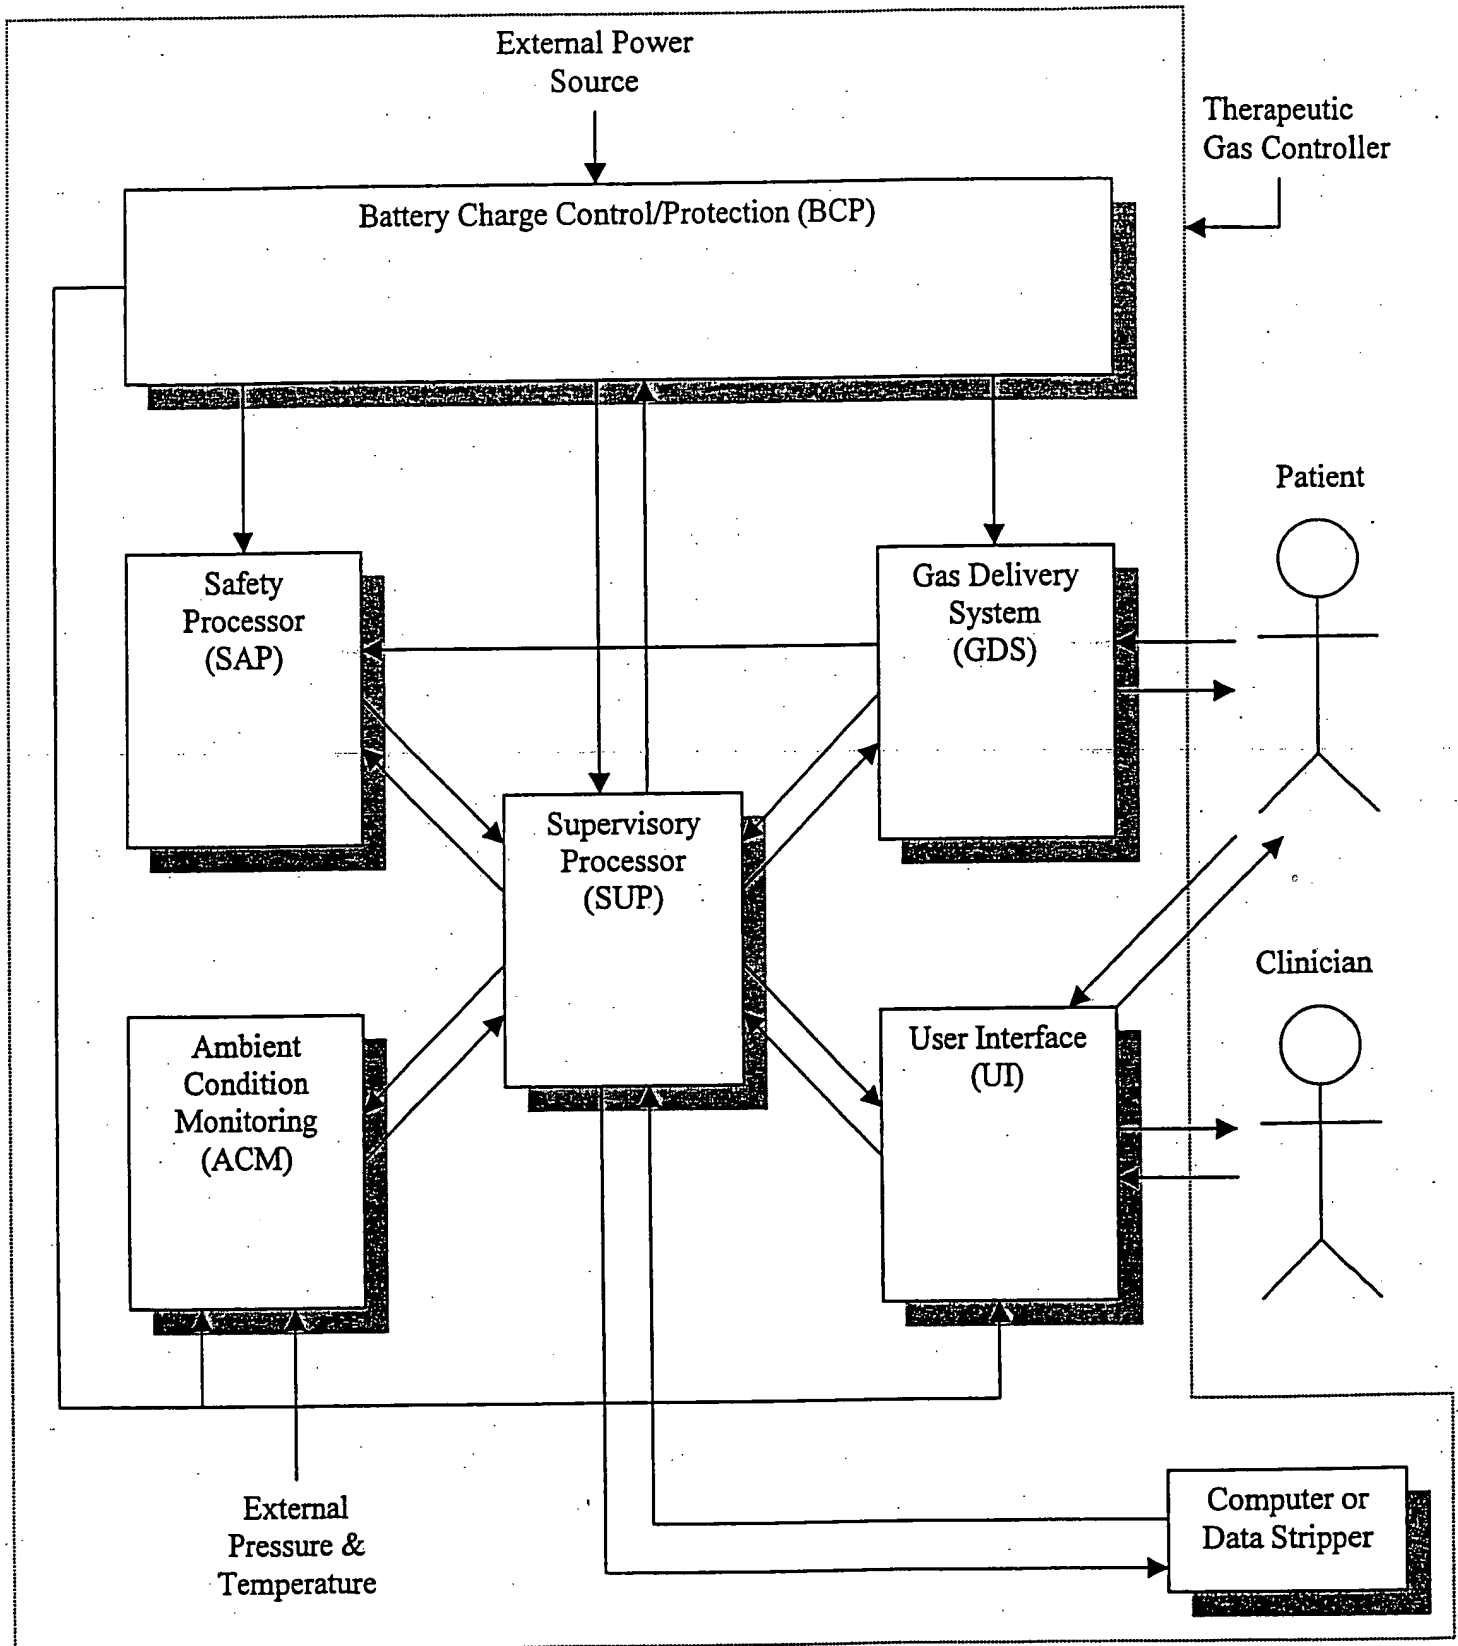 External Power
Source
Therapeutic
Gas Controller
Battery Charge Control/Protection (BCP)
Patient
Safety
Processor
(SAP)
Gas Delivery
System
(GDS)
Supervisory
Processor
(SUP)
Clinician
Ambient
Condition
Monitoring
(ACM)
User Interface
(UI)
External
Pressure &
Temperature
Computer or
Data Stripper